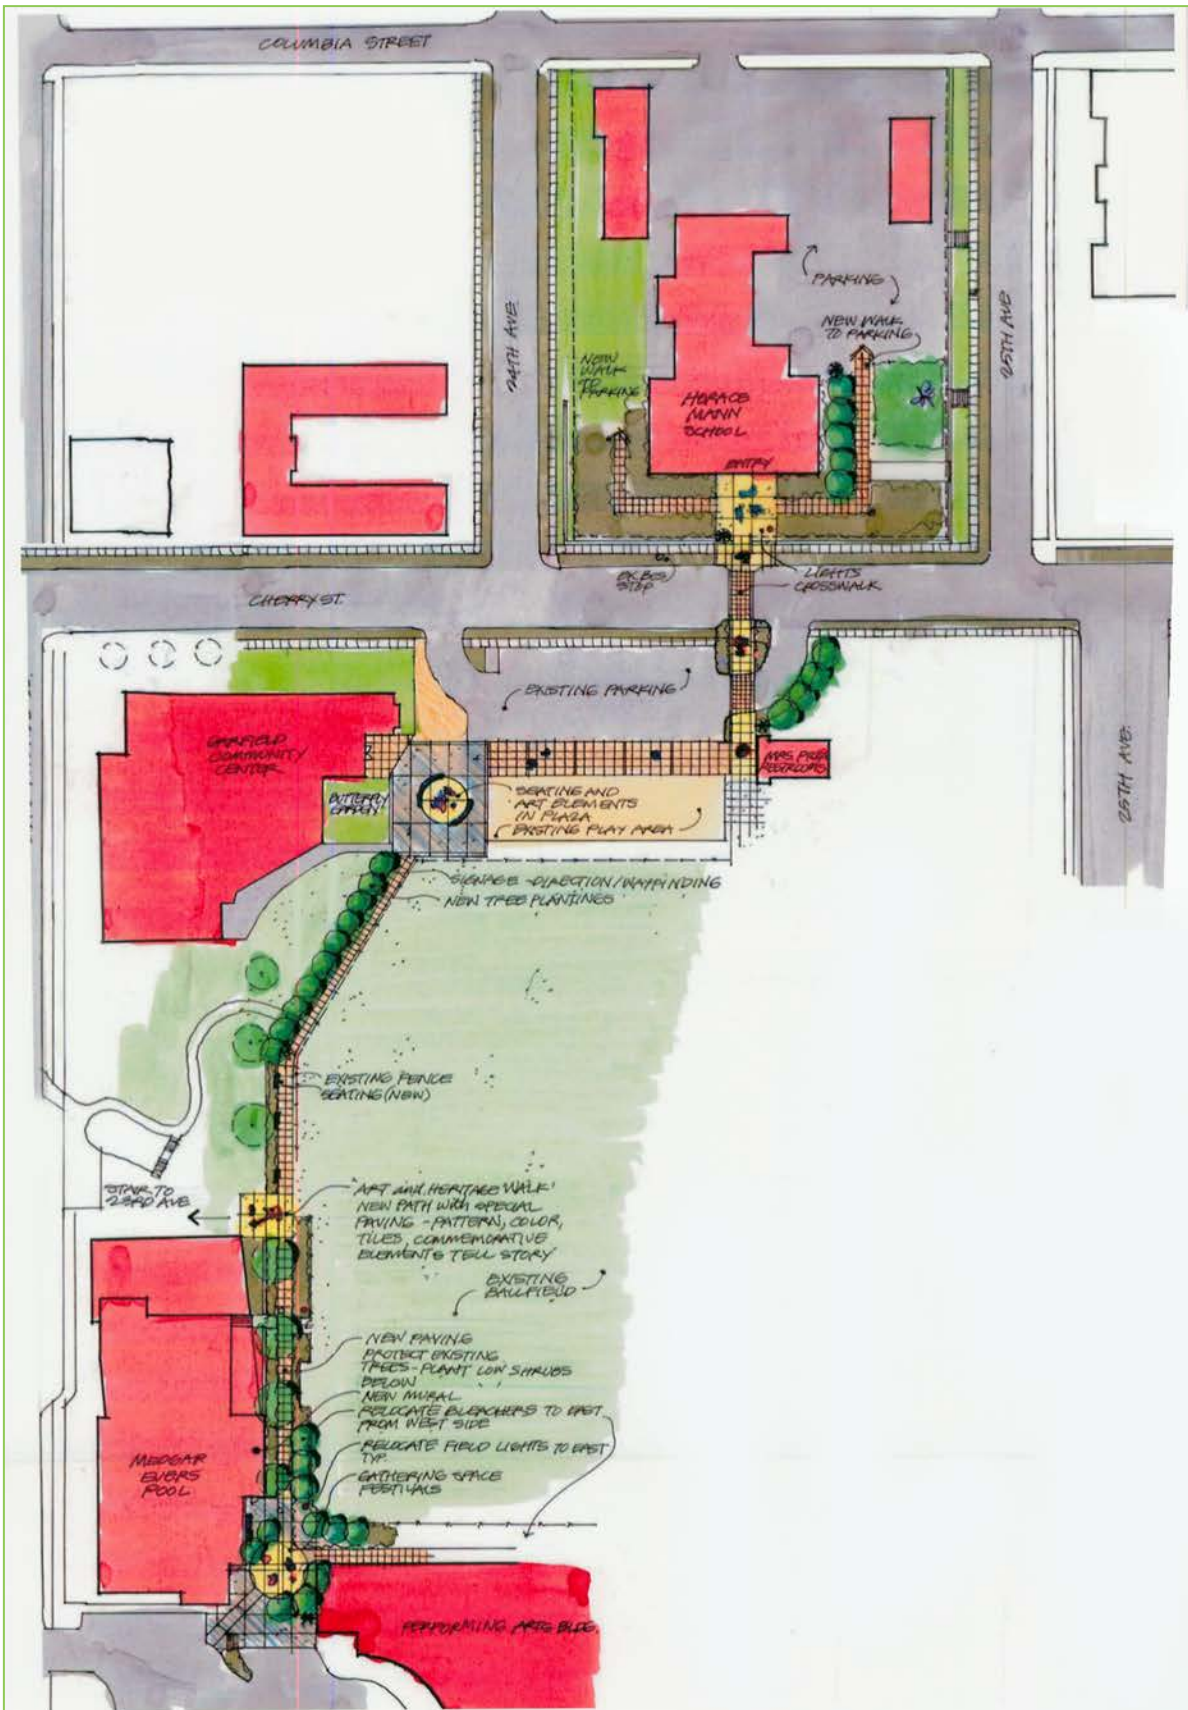 COLUMBIA STREET
24TH AVE
25TH AVE
PARKING
NEW WALK
TO PARKING
NEW
WALK
TO
PARKING
HORACE
MANN
SCHOOL
ENTRY
EX. BUS
STOP
LIGHTS
CROSSWALK
CHERRY ST.
EXISTING PARKING
GARFIELD
COMMUNITY
CENTER
BUTTERFLY
GARDEN
RESTROOMS
25TH AVE.
SEATING AND
ART ELEMENTS
IN PLAZA
EXISTING PLAY AREA
SIGNAGE - DIRECTION/WAYFINDING
NEW TREE PLANTINGS
EXISTING FENCE
SEATING (NEW)
STAIR TO
23RD AVE
'ART and HERITAGE WALK'
NEW PATH WITH SPECIAL
PAVING - PATTERN, COLOR,
TILES, COMMEMORATIVE
ELEMENTS TELL STORY
EXISTING
BALLFIELD
NEW PAVING
PROTECT EXISTING
TREES - PLANT LOW SHRUBS
BELOW
NEW MURAL
RELOCATE BLEACHERS TO EAST
FROM WEST SIDE
RELOCATE FIELD LIGHTS TO EAST
TYP.
GATHERING SPACE
FESTIVALS
MEDGAR
EVERS
POOL
PERFORMING ARTS BLDG.